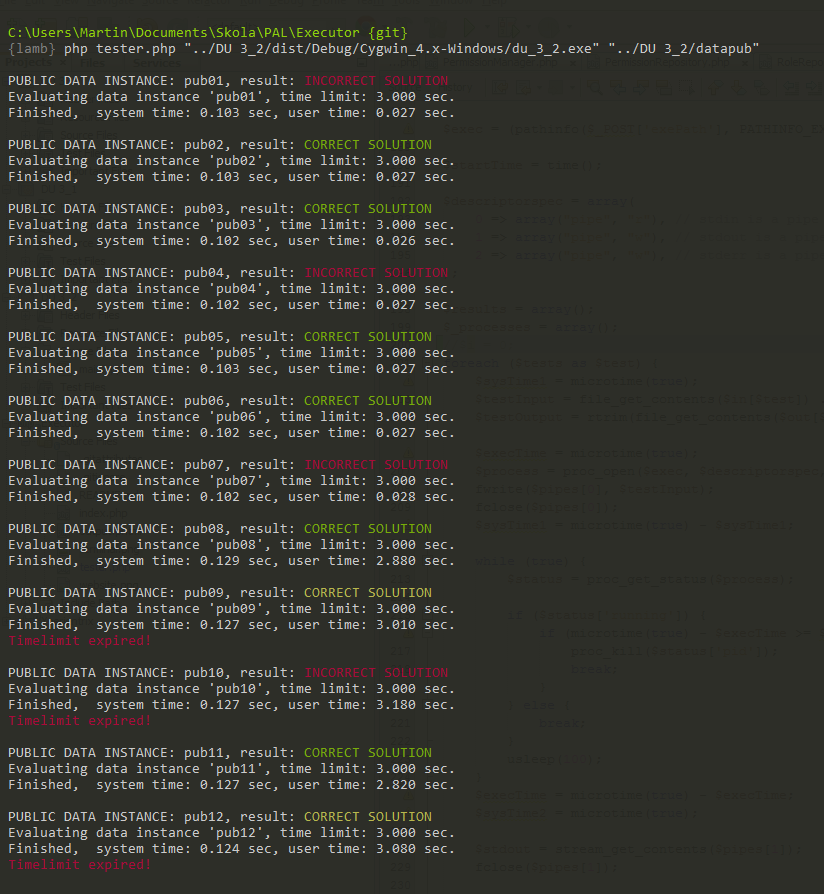 C:\Users\Martin\Documents\Skola\PAL\Executor {git}
{lamb} php tester.php "../DU 3_2/dist/Debug/Cygwin_4.x-Windows/du_3_2.exe" "../DU 3_2/datapub"
PUBLIC DATA INSTANCE: pub01, result: INCORRECT SOLUTION
Evaluating data instance 'pub01', time limit: 3.000 sec.
Finished,  system time: 0.103 sec, user time: 0.027 sec.
PUBLIC DATA INSTANCE: pub02, result: CORRECT SOLUTION
Evaluating data instance 'pub02', time limit: 3.000 sec.
Finished,  system time: 0.103 sec, user time: 0.027 sec.
PUBLIC DATA INSTANCE: pub03, result: CORRECT SOLUTION
Evaluating data instance 'pub03', time limit: 3.000 sec.
Finished,  system time: 0.102 sec, user time: 0.026 sec.
PUBLIC DATA INSTANCE: pub04, result: INCORRECT SOLUTION
Evaluating data instance 'pub04', time limit: 3.000 sec.
Finished,  system time: 0.102 sec, user time: 0.027 sec.
PUBLIC DATA INSTANCE: pub05, result: CORRECT SOLUTION
Evaluating data instance 'pub05', time limit: 3.000 sec.
Finished,  system time: 0.103 sec, user time: 0.027 sec.
PUBLIC DATA INSTANCE: pub06, result: CORRECT SOLUTION
Evaluating data instance 'pub06', time limit: 3.000 sec.
Finished,  system time: 0.102 sec, user time: 0.027 sec.
PUBLIC DATA INSTANCE: pub07, result: INCORRECT SOLUTION
Evaluating data instance 'pub07', time limit: 3.000 sec.
Finished,  system time: 0.102 sec, user time: 0.028 sec.
PUBLIC DATA INSTANCE: pub08, result: CORRECT SOLUTION
Evaluating data instance 'pub08', time limit: 3.000 sec.
Finished,  system time: 0.129 sec, user time: 2.880 sec.
PUBLIC DATA INSTANCE: pub09, result: CORRECT SOLUTION
Evaluating data instance 'pub09', time limit: 3.000 sec.
Finished,  system time: 0.127 sec, user time: 3.010 sec.
Timelimit expired!
PUBLIC DATA INSTANCE: pub10, result: INCORRECT SOLUTION
Evaluating data instance 'pub10', time limit: 3.000 sec.
Finished,  system time: 0.127 sec, user time: 3.180 sec.
Timelimit expired!
PUBLIC DATA INSTANCE: pub11, result: CORRECT SOLUTION
Evaluating data instance 'pub11', time limit: 3.000 sec.
Finished,  system time: 0.127 sec, user time: 2.820 sec.
PUBLIC DATA INSTANCE: pub12, result: CORRECT SOLUTION
Evaluating data instance 'pub12', time limit: 3.000 sec.
Finished,  system time: 0.124 sec, user time: 3.080 sec.
Timelimit expired!